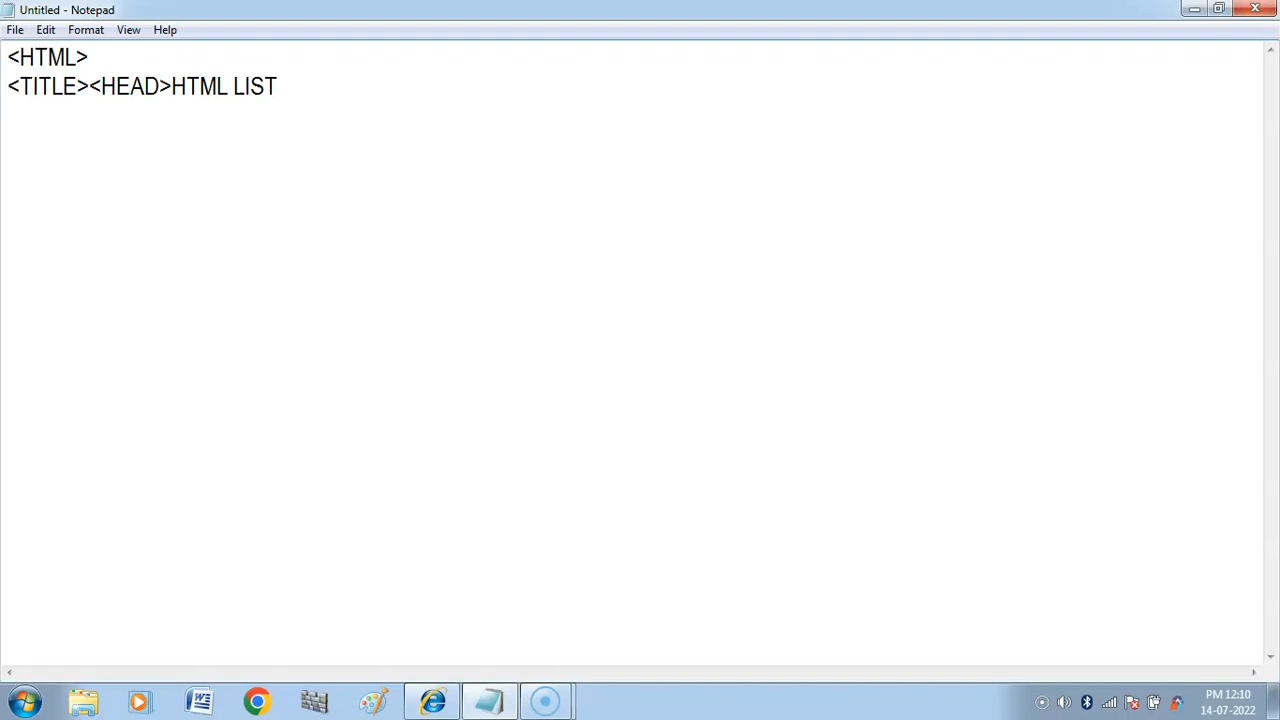 Untitled - Notepad
File Edit Format View Help
<HTML>
<TITLE><HEAD>HTML LIST
PM 12:10
14-07-2022